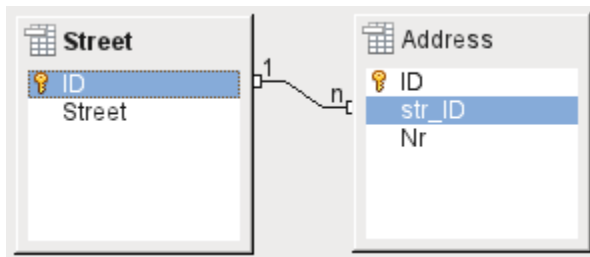 Street
ID
Street
1
n
Address
ID
str_ID
Nr